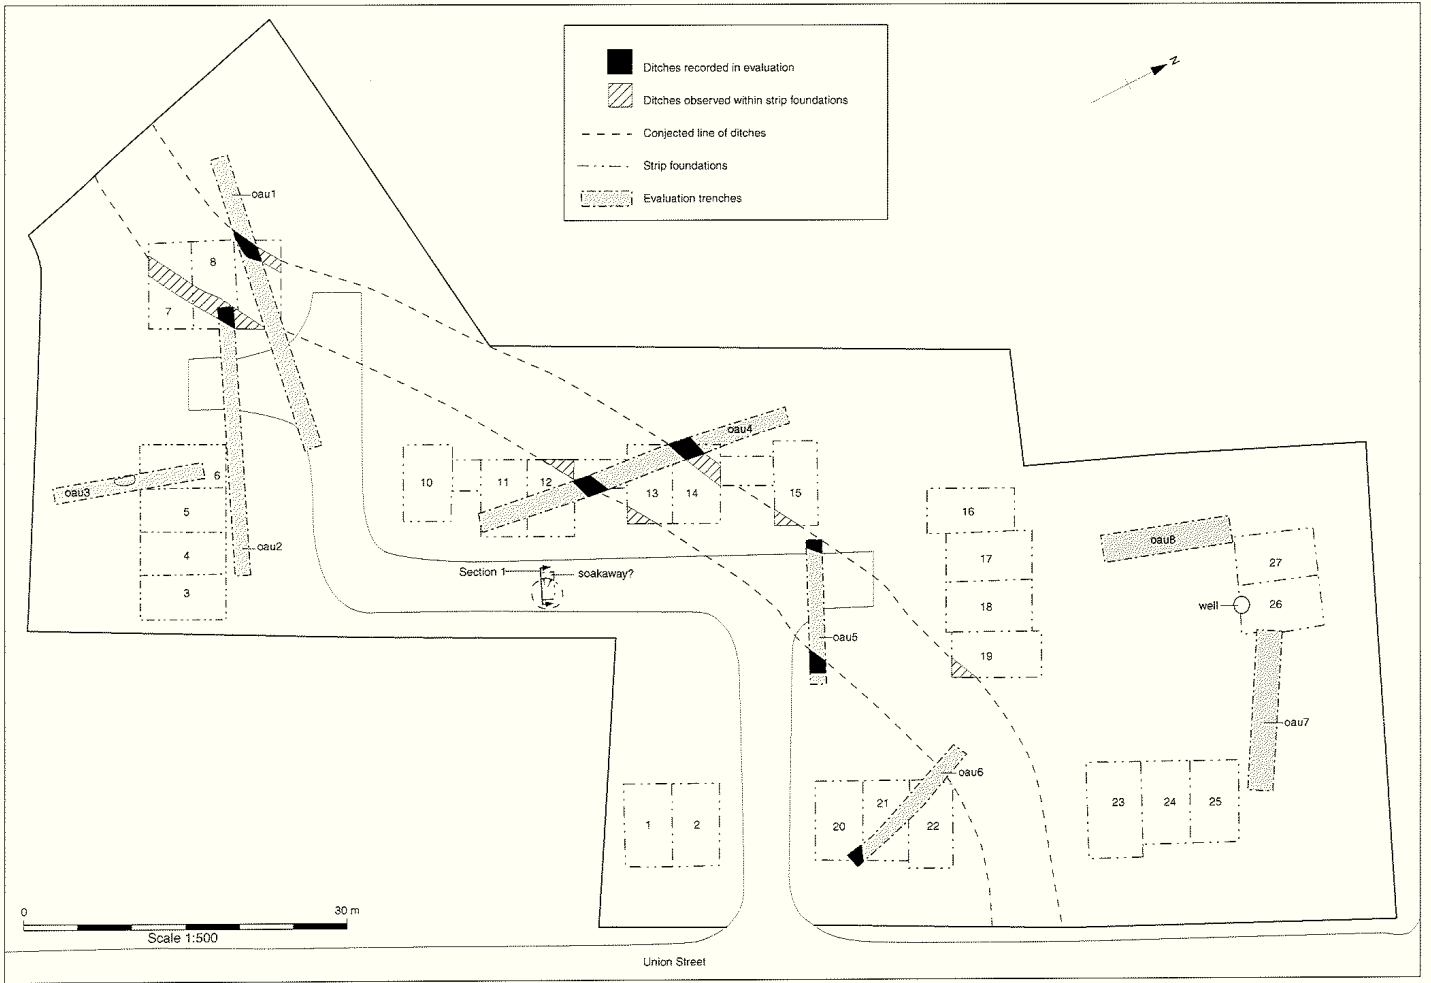 Ditches recorded in evaluation
Ditches observed within strip foundations
Conjected line of ditches
Strip foundations
Evaluation trenches
N
oau1
8
7
oau3
6
5
4
3
oau2
10
11
12
13
14
oau4
15
Section 1
soakaway?
oau5
16
17
18
19
oau8
27
26
well
oau7
oau6
1
2
20
21
22
23
24
25
0
30 m
Scale 1:500
Union Street